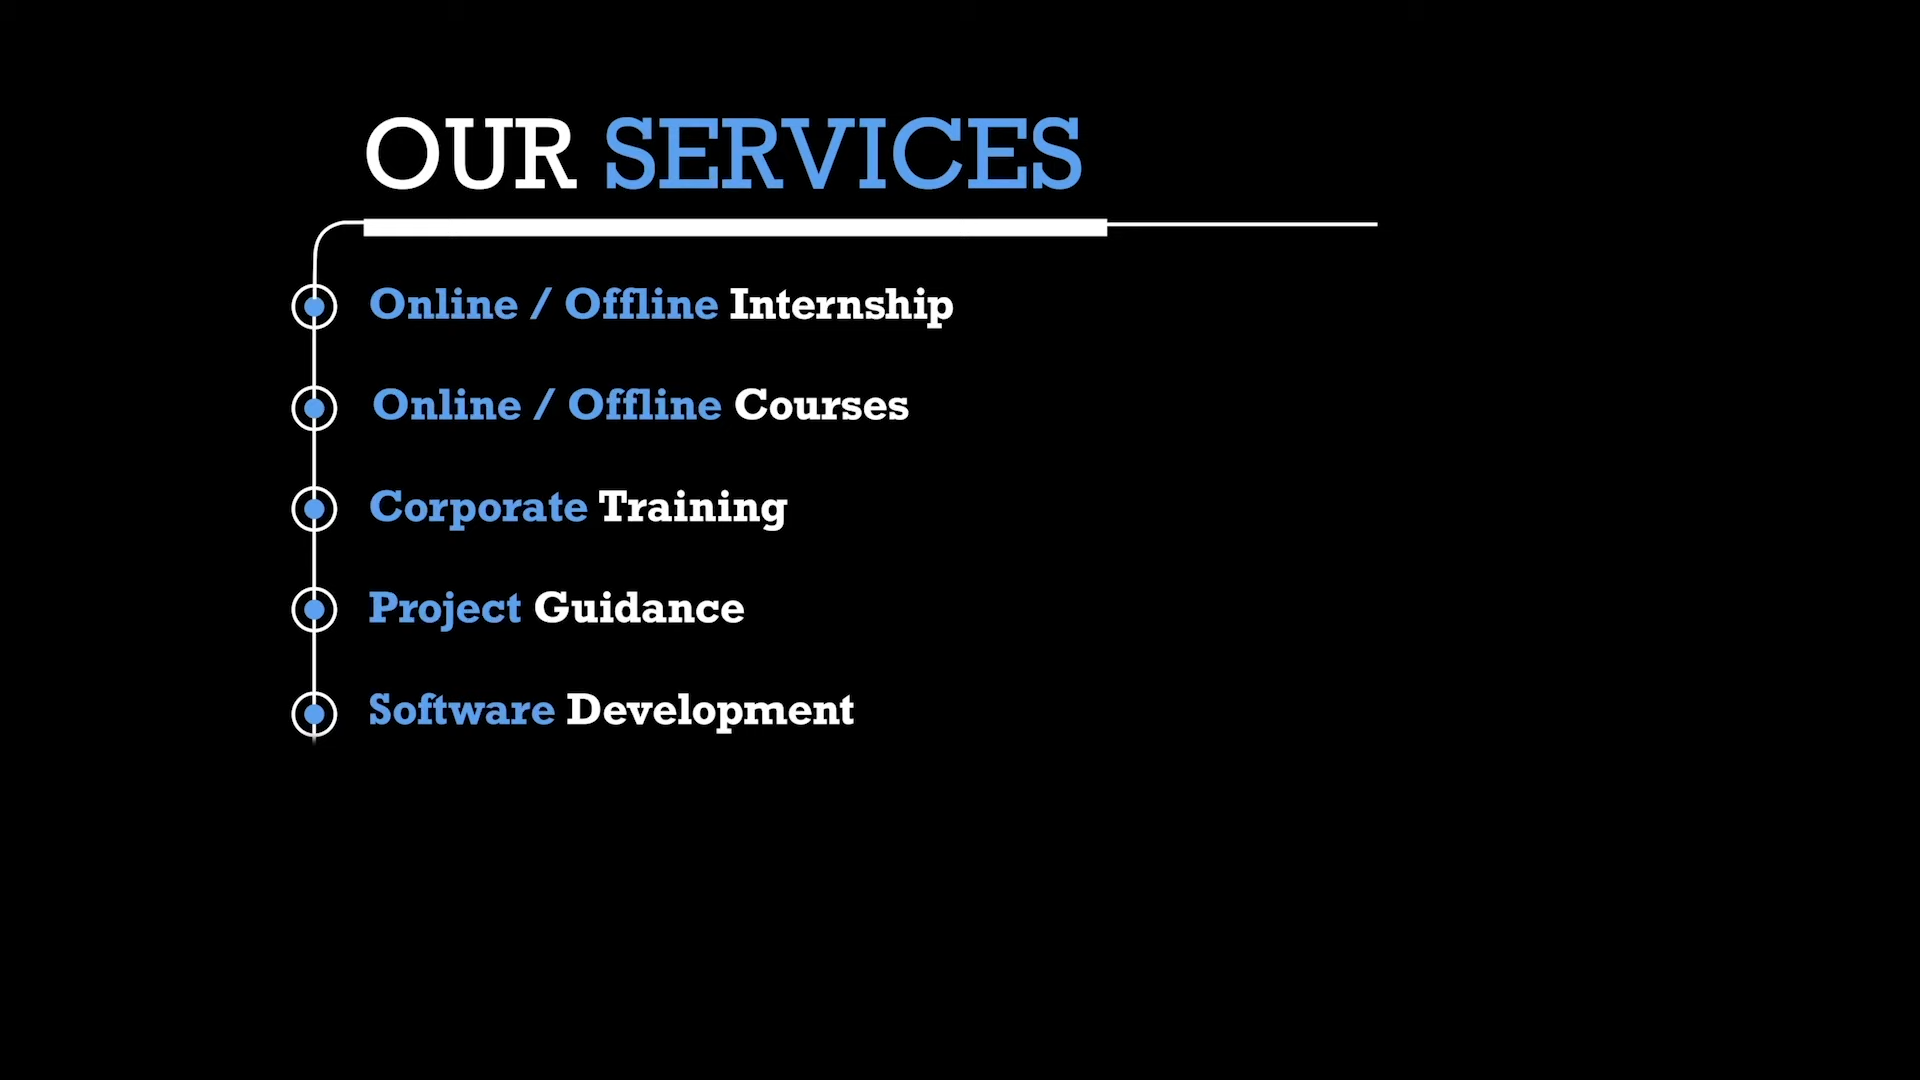 OUR SERVICES
Online / Offline Internship
Online / Offline Courses
Corporate Training
Project Guidance
Software Development